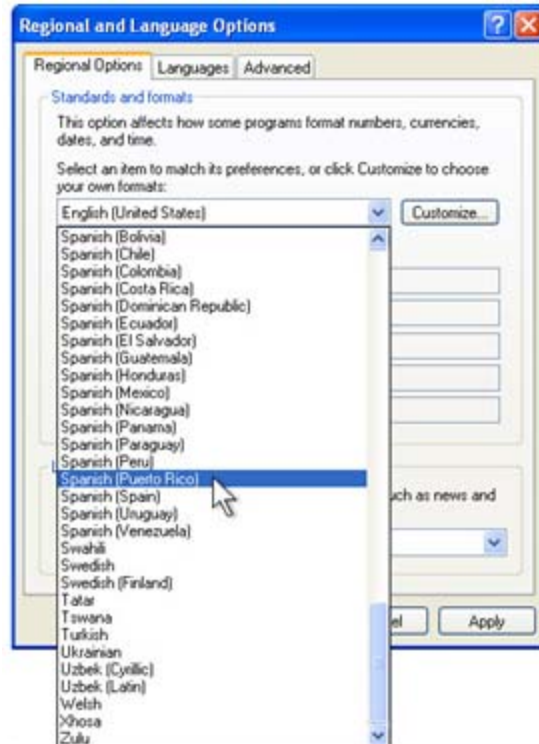 Regional and Language Options
Regional Options Languages Advanced
Standards and formats
This option affects how some programs format numbers, currencies,
dates, and time.
Select an item to match its preferences, or click Customize to choose
your own formats:
English (United States) Customize...
Spanish (Bolivia)
Spanish (Chile)
Spanish (Colombia)
Spanish (Costa Rica)
Spanish (Dominican Republic)
Spanish (Ecuador)
Spanish (El Salvador)
Spanish (Guatemala)
Spanish (Honduras)
Spanish (Mexico)
Spanish (Nicaragua)
Spanish (Panama)
Spanish (Paraguay)
Spanish (Peru)
Spanish (Puerto Rico)
Spanish (Spain) uch as news and
Spanish (Uruguay)
Spanish (Venezuela)
Swahili
Swedish
Swedish (Finland)
Tatar
Tswana el Apply
Turkish
Ukrainian
Uzbek (Cyrillic)
Uzbek (Latin)
Welsh
Xhosa
Zulu